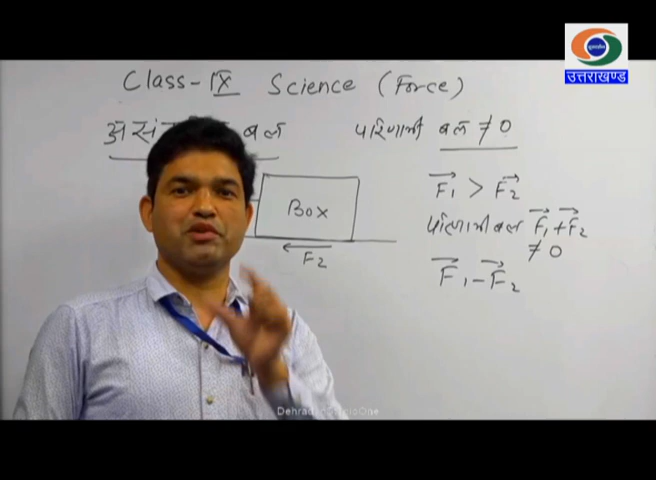 उत्तराखण्ड
Class-IX Science (Force)
बल परिणामी बल ≠ 0
Box
F₂
F₁ > F₂
परिणामी बल F₁ + F₂
≠ 0
F₁ - F₂